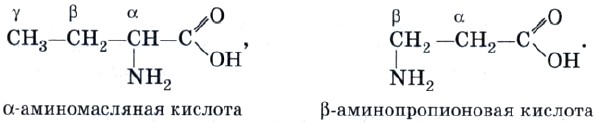 γ β α O
CH₃—CH₂—CH—C OH,
NH₂
α-аминомасляная кислота
β α O
CH₂—CH₂—C OH.
NH₂
β-аминопропионовая кислота